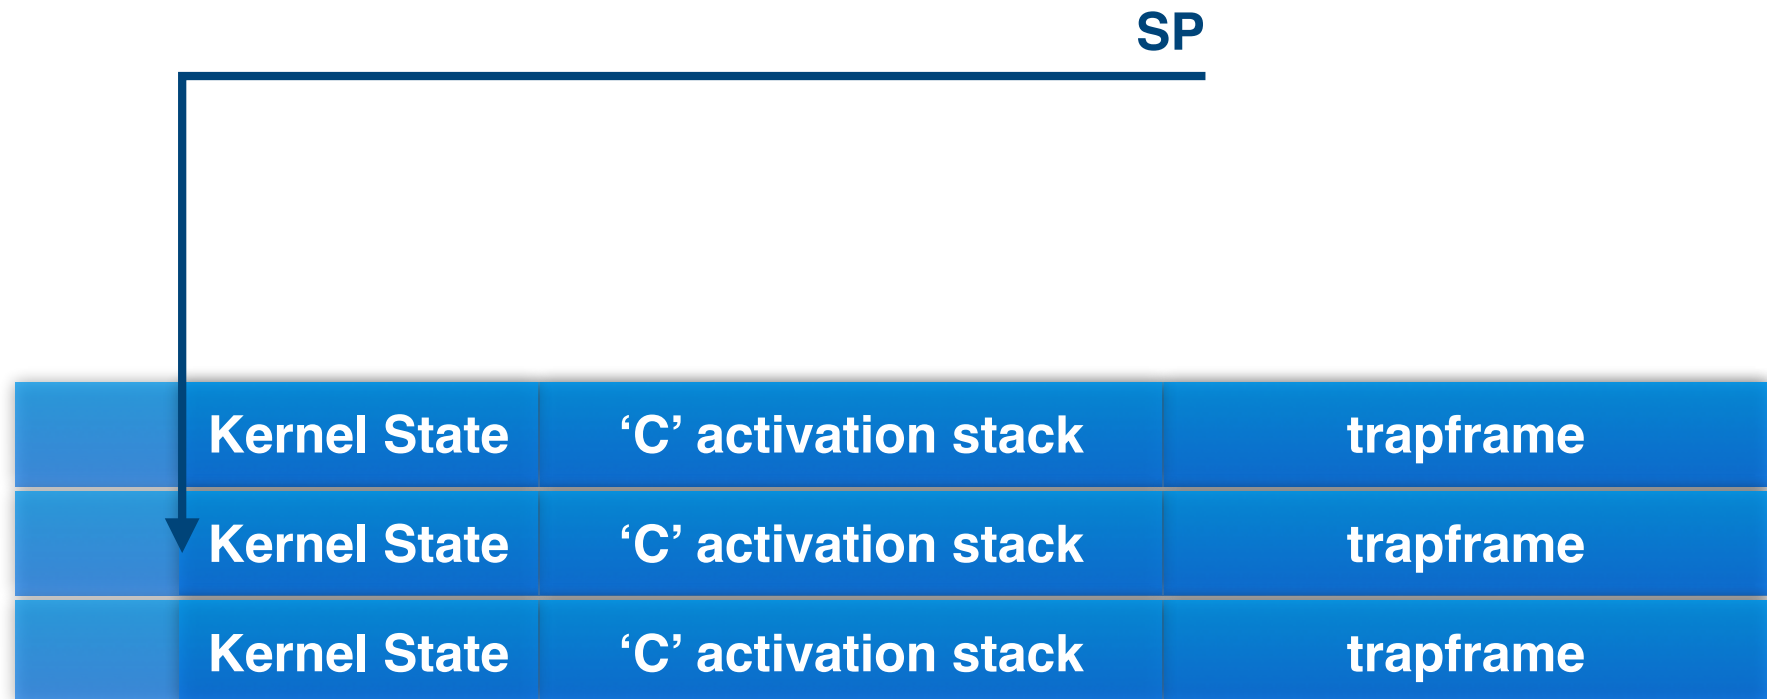 SP
Kernel State ‘C’ activation stack trapframe
Kernel State ‘C’ activation stack trapframe
Kernel State ‘C’ activation stack trapframe